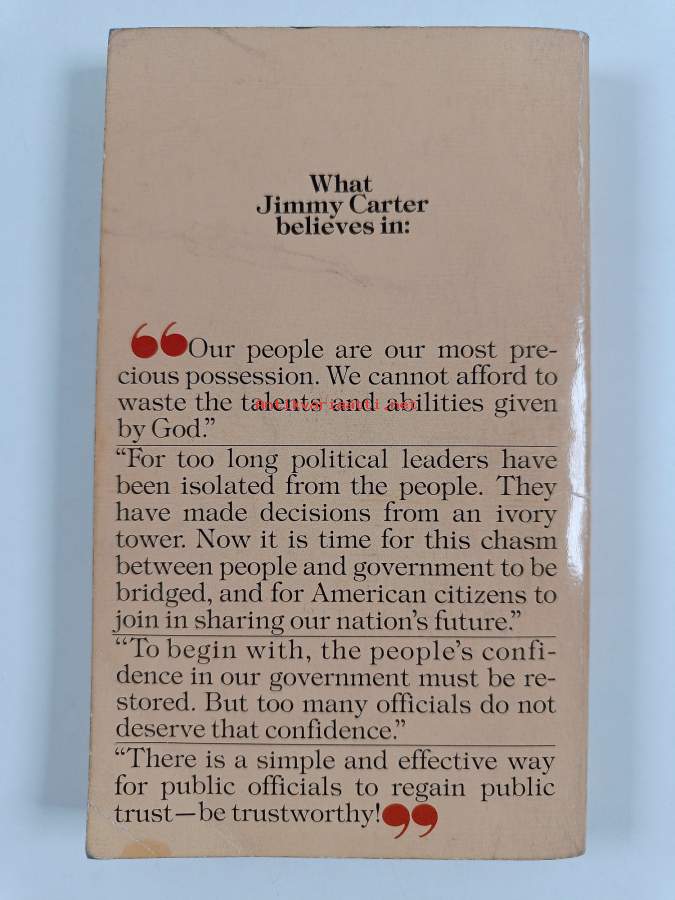 What
Jimmy Carter
believes in:
“Our people are our most pre-
cious possession. We cannot afford to
waste the talents and abilities given
antikvariaatti.net
by God.”
“For too long political leaders have
been isolated from the people. They
have made decisions from an ivory
tower. Now it is time for this chasm
between people and government to be
bridged, and for American citizens to
join in sharing our nation’s future.”
“To begin with, the people’s confi-
dence in our government must be re-
stored. But too many officials do not
deserve that confidence.”
“There is a simple and effective way
for public officials to regain public
trust—be trustworthy!”